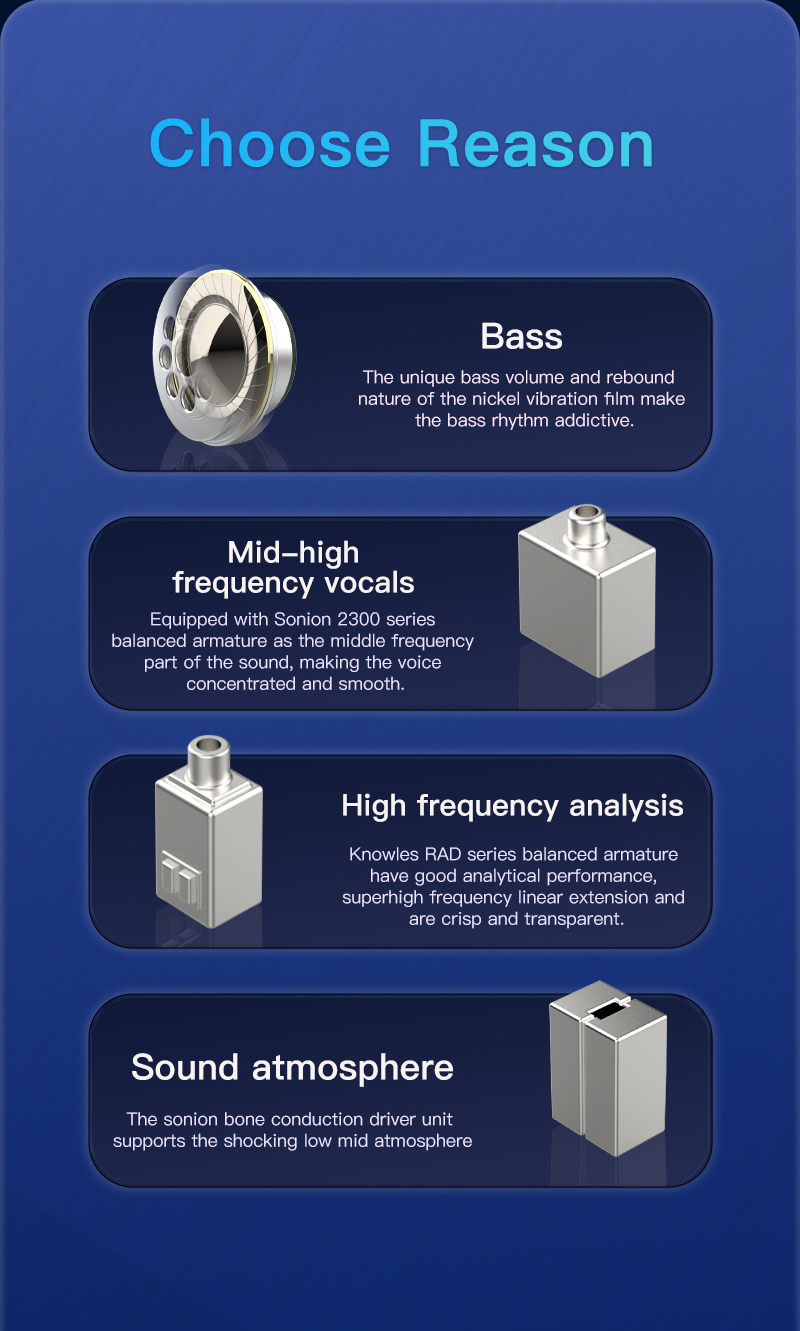 Choose Reason
Bass
The unique bass volume and rebound
nature of the nickel vibration film make
the bass rhythm addictive.
Mid-high
frequency vocals
Equipped with Sonion 2300 series
balanced armature as the middle frequency
part of the sound, making the voice
concentrated and smooth.
High frequency analysis
Knowles RAD series balanced armature
have good analytical performance,
superhigh frequency linear extension and
are crisp and transparent.
Sound atmosphere
The sonion bone conduction driver unit
supports the shocking low mid atmosphere